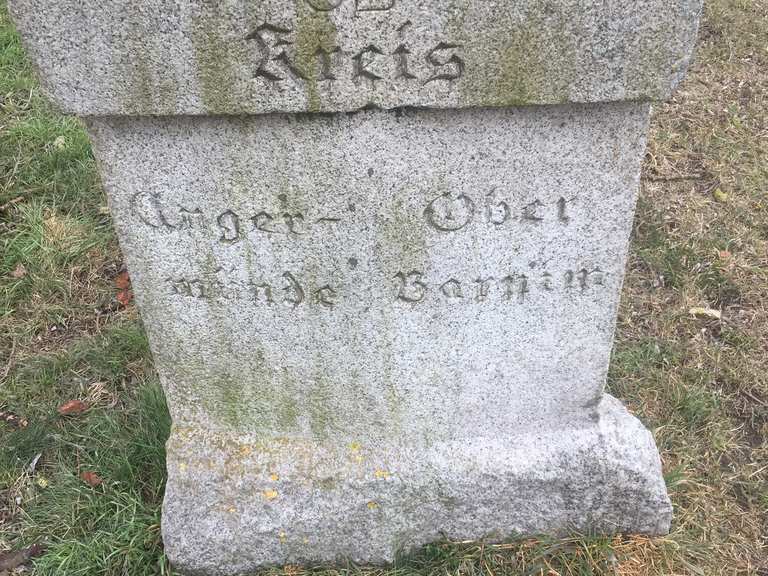 Kreis
Anger- Ober
münde Barnim